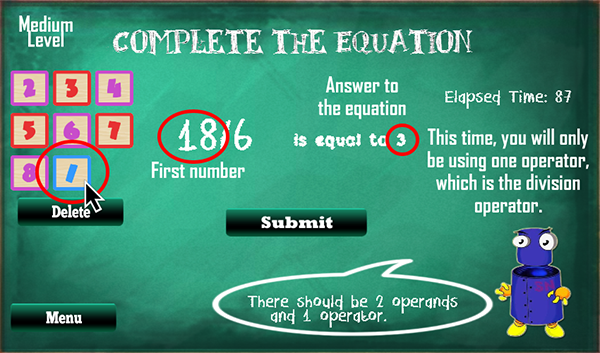 Medium
Level
COMPLETE THE EQUATION
2 3 4
5 6 7
8 /
Delete
18/6
First number
Answer to
the equation
is equal to 3
Elapsed Time: 87
This time, you will only
be using one operator,
which is the division
operator.
Submit
There should be 2 operands
and 1 operator.
Menu